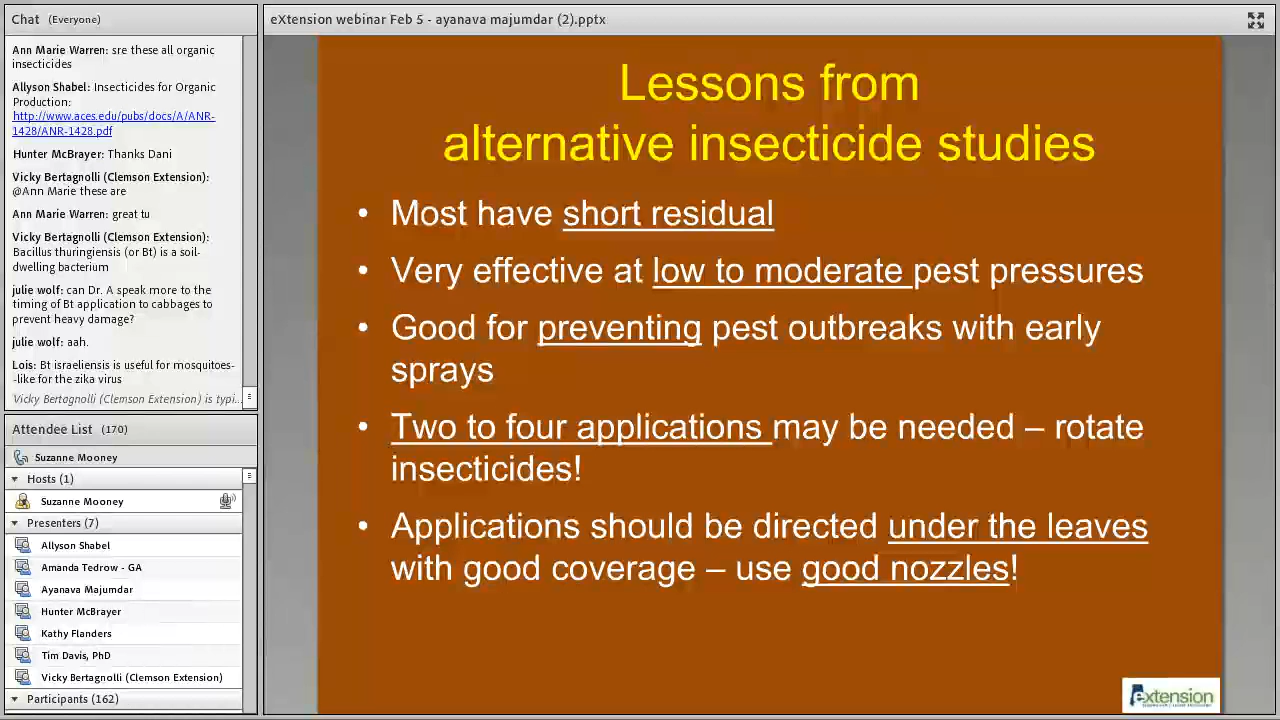 Chat (Everyone)
Ann Marie Warren: sre these all organic
insecticides
Allyson Shabel: Insecticides for Organic
Production:
http://www.aces.edu/pubs/docs/A/ANR-
1428/ANR-1428.pdf
Hunter McBrayer: Thanks Dani
Vicky Bertagnolli (Clemson Extension):
@Ann Marie these are
Ann Marie Warren: great tu
Vicky Bertagnolli (Clemson Extension):
Bacillus thuringiensis (or Bt) is a soil-
dwelling bacterium
julie wolf: can Dr. A speak more to the
timing of Bt application to cabbages to
prevent heavy damage?
julie wolf: aah.
Lois: Bt israeliensis is useful for mosquitoes-
-like for the zika virus
Vicky Bertagnolli (Clemson Extension) is typi...
Attendee List (170)
Suzanne Mooney
Hosts (1)
Suzanne Mooney
Presenters (7)
Allyson Shabel
Amanda Tedrow - GA
Ayanava Majumdar
Hunter McBrayer
Kathy Flanders
Tim Davis, PhD
Vicky Bertagnolli (Clemson Extension)
Participants (162)
eXtension webinar Feb 5 - ayanava majumdar (2).pptx
Lessons from
alternative insecticide studies
• Most have short residual
• Very effective at low to moderate pest pressures
• Good for preventing pest outbreaks with early
sprays
• Two to four applications may be needed – rotate
insecticides!
• Applications should be directed under the leaves
with good coverage – use good nozzles!
extension